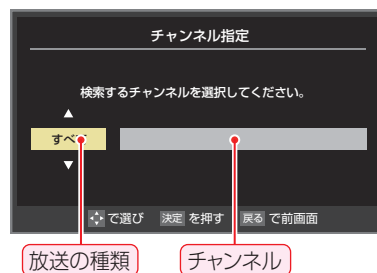 チャンネル指定
検索するチャンネルを選択してください。
▲
すべて
▼
で選び 決定 を押す 戻る で前画面
放送の種類 チャンネル